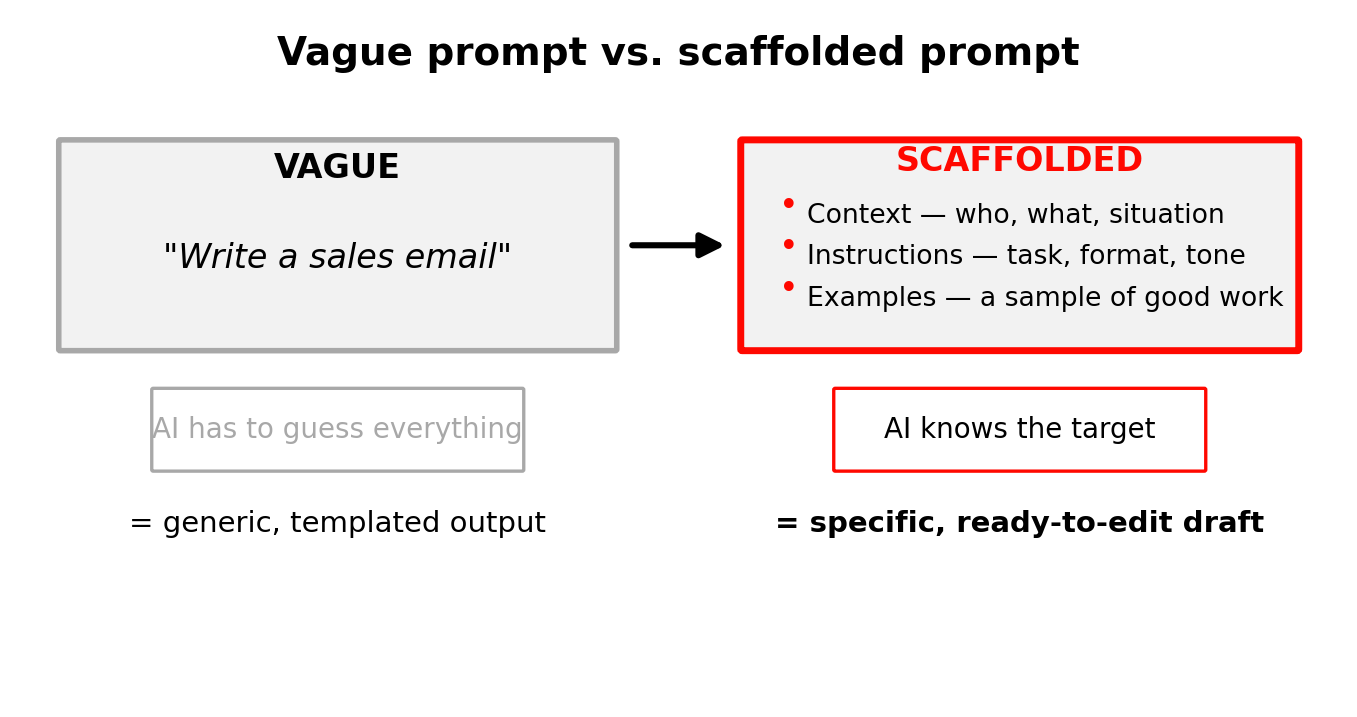 Vague prompt vs. scaffolded prompt
VAGUE
"Write a sales email"
AI has to guess everything
= generic, templated output
SCAFFOLDED
• Context — who, what, situation
• Instructions — task, format, tone
• Examples — a sample of good work
AI knows the target
= specific, ready-to-edit draft